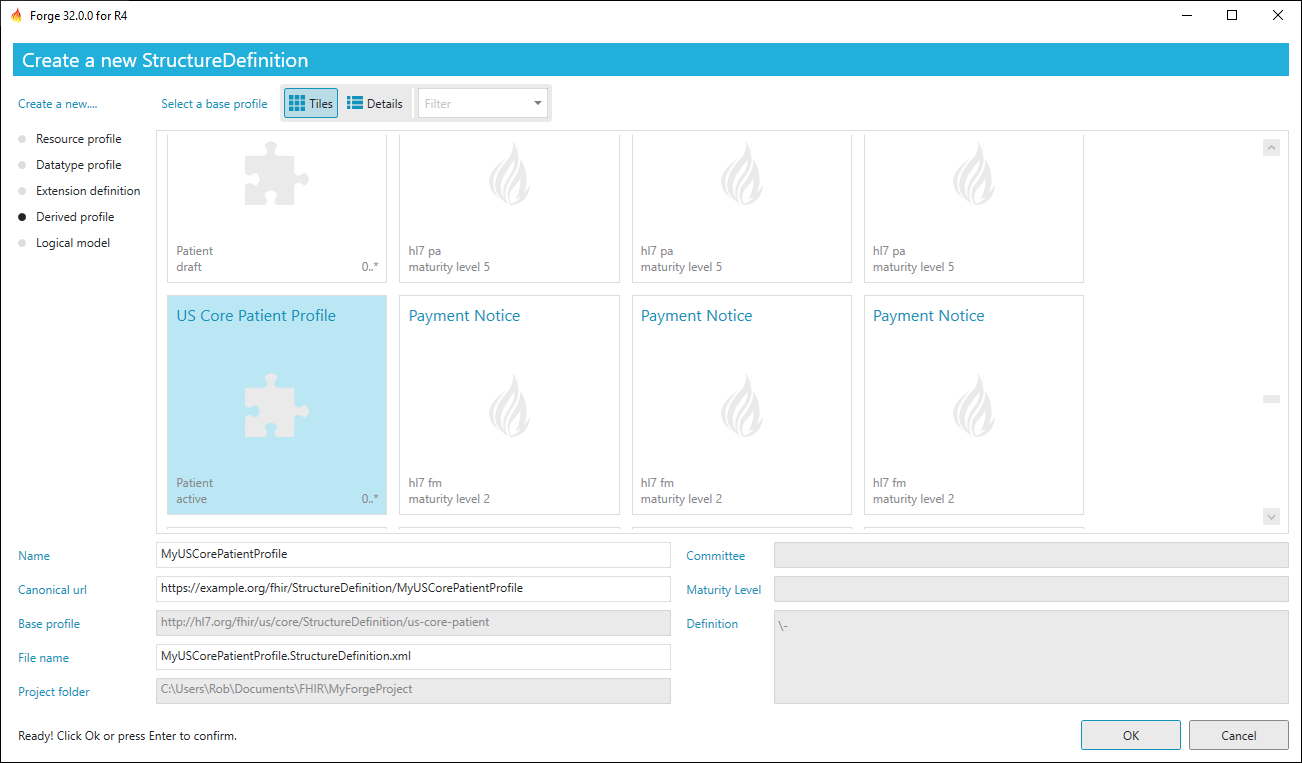 Forge 32.0.0 for R4
Create a new StructureDefinition
Create a new....
Select a base profile
Tiles
Details
Filter
Resource profile
Datatype profile
Extension definition
Derived profile
Logical model
Patient
draft 0..*
hl7 pa
maturity level 5
hl7 pa
maturity level 5
hl7 pa
maturity level 5
US Core Patient Profile
Patient
active 0..*
Payment Notice
hl7 fm
maturity level 2
Payment Notice
hl7 fm
maturity level 2
Payment Notice
hl7 fm
maturity level 2
Name MyUSCorePatientProfile
Canonical url https://example.org/fhir/StructureDefinition/MyUSCorePatientProfile
Base profile http://hl7.org/fhir/us/core/StructureDefinition/us-core-patient
File name MyUSCorePatientProfile.StructureDefinition.xml
Project folder C:\Users\Rob\Documents\FHIR\MyForgeProject
Committee
Maturity Level
Definition \-
Ready! Click Ok or press Enter to confirm.
OK
Cancel